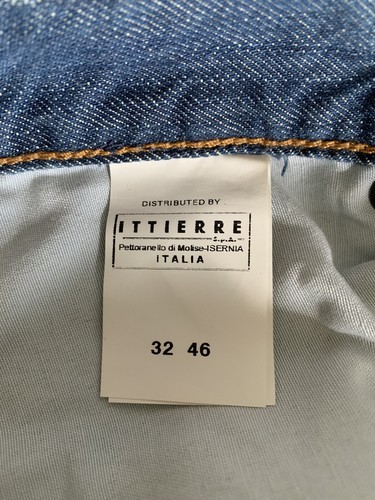 DISTRIBUTED BY
ITTIERRE
S.p.A.
Pettoranello di Molise-ISERNIA
ITALIA
32 46